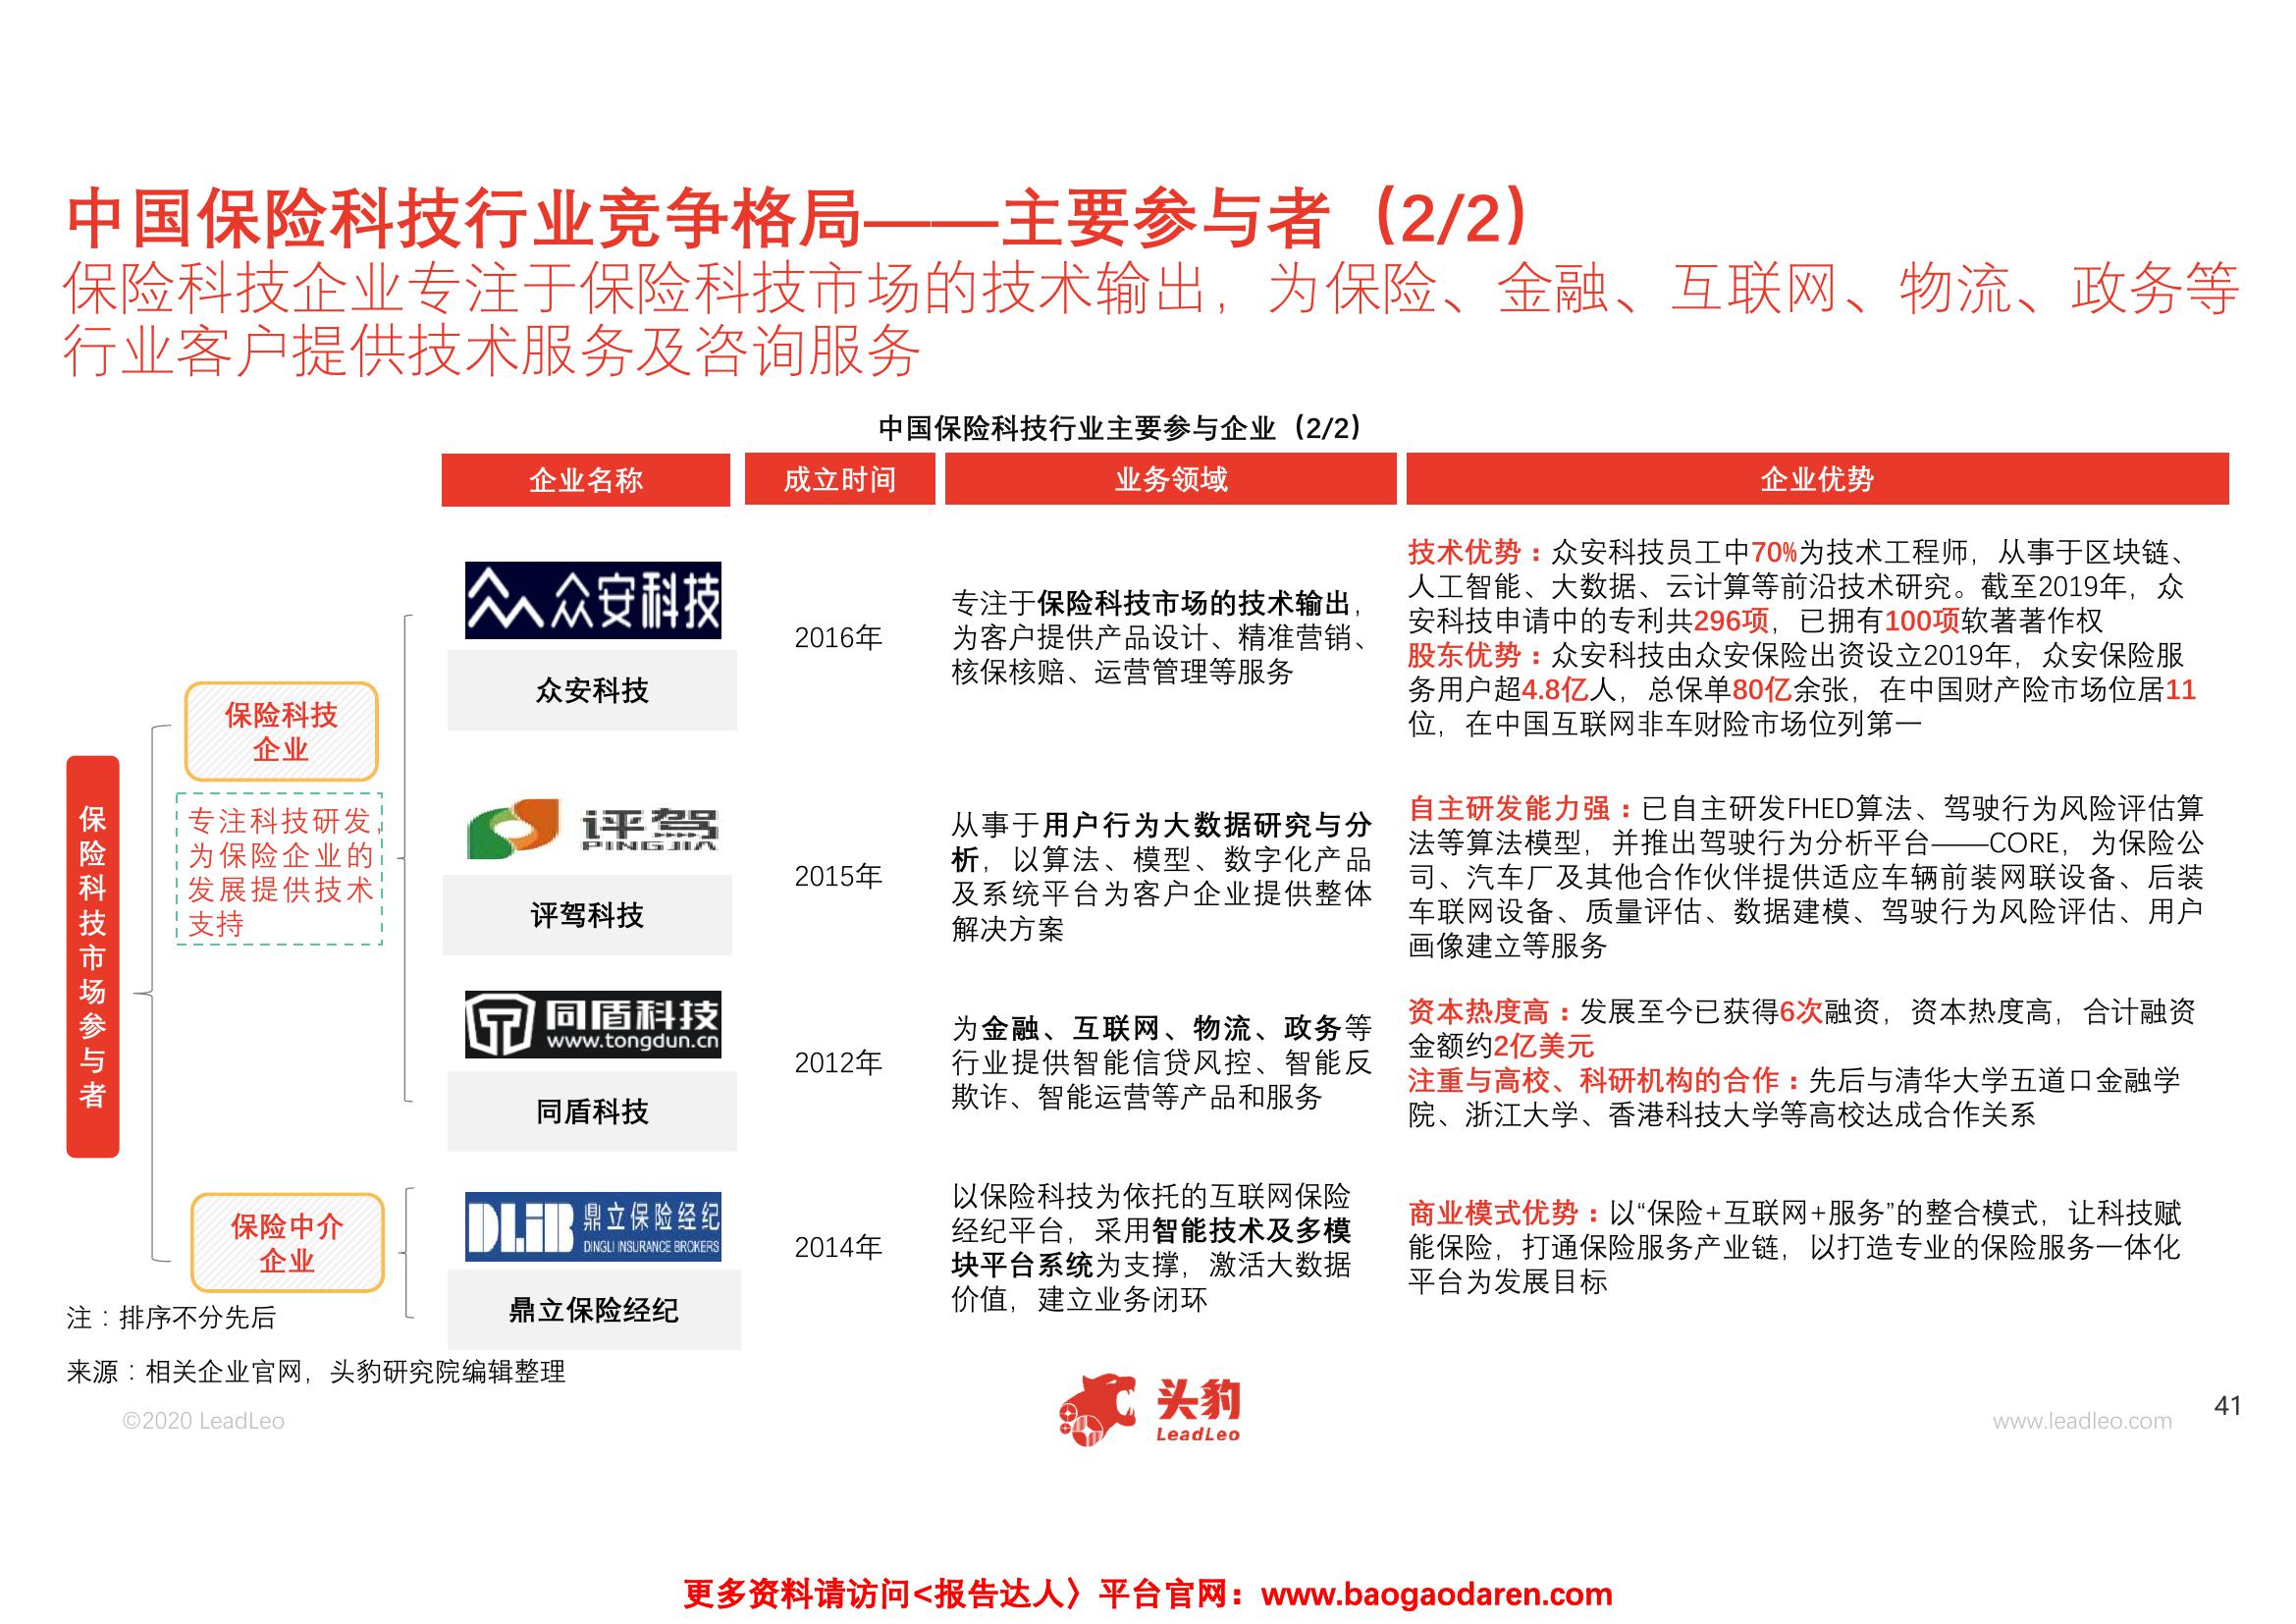 中国保险科技行业竞争格局——主要参与者（2/2）
保险科技企业专注于保险科技市场的技术输出，为保险、金融、互联网、物流、政务等
行业客户提供技术服务及咨询服务
中国保险科技行业主要参与企业（2/2）
企业名称
成立时间
业务领域
企业优势
保险科技市场参与者
保险科技
企业
专注科技研发，
为保险企业的
发展提供技术
支持
众安科技
众安科技
2016年
专注于保险科技市场的技术输出，
为客户提供产品设计、精准营销、
核保核赔、运营管理等服务
技术优势：众安科技员工中70%为技术工程师，从事于区块链、
人工智能、大数据、云计算等前沿技术研究。截至2019年，众
安科技申请中的专利共296项，已拥有100项软著著作权
股东优势：众安科技由众安保险出资设立2019年，众安保险服
务用户超4.8亿人，总保单80亿余张，在中国财产险市场位居11
位，在中国互联网非车财险市场位列第一
评驾
PINGJIA
评驾科技
2015年
从事于用户行为大数据研究与分
析，以算法、模型、数字化产品
及系统平台为客户企业提供整体
解决方案
自主研发能力强：已自主研发FHED算法、驾驶行为风险评估算
法等算法模型，并推出驾驶行为分析平台——CORE，为保险公
司、汽车厂及其他合作伙伴提供适应车辆前装网联设备、后装
车联网设备、质量评估、数据建模、驾驶行为风险评估、用户
画像建立等服务
同盾科技
www.tongdun.cn
同盾科技
2012年
为金融、互联网、物流、政务等
行业提供智能信贷风控、智能反
欺诈、智能运营等产品和服务
资本热度高：发展至今已获得6次融资，资本热度高，合计融资
金额约2亿美元
注重与高校、科研机构的合作：先后与清华大学五道口金融学
院、浙江大学、香港科技大学等高校达成合作关系
保险中介
企业
DLiB 鼎立保险经纪
DINGLI INSURANCE BROKERS
鼎立保险经纪
2014年
以保险科技为依托的互联网保险
经纪平台，采用智能技术及多模
块平台系统为支撑，激活大数据
价值，建立业务闭环
商业模式优势：以“保险+互联网+服务”的整合模式，让科技赋
能保险，打通保险服务产业链，以打造专业的保险服务一体化
平台为发展目标
注：排序不分先后
来源：相关企业官网，头豹研究院编辑整理
©2020 LeadLeo
头豹
LeadLeo
www.leadleo.com
41
更多资料请访问<报告达人〉平台官网：www.baogaodaren.com